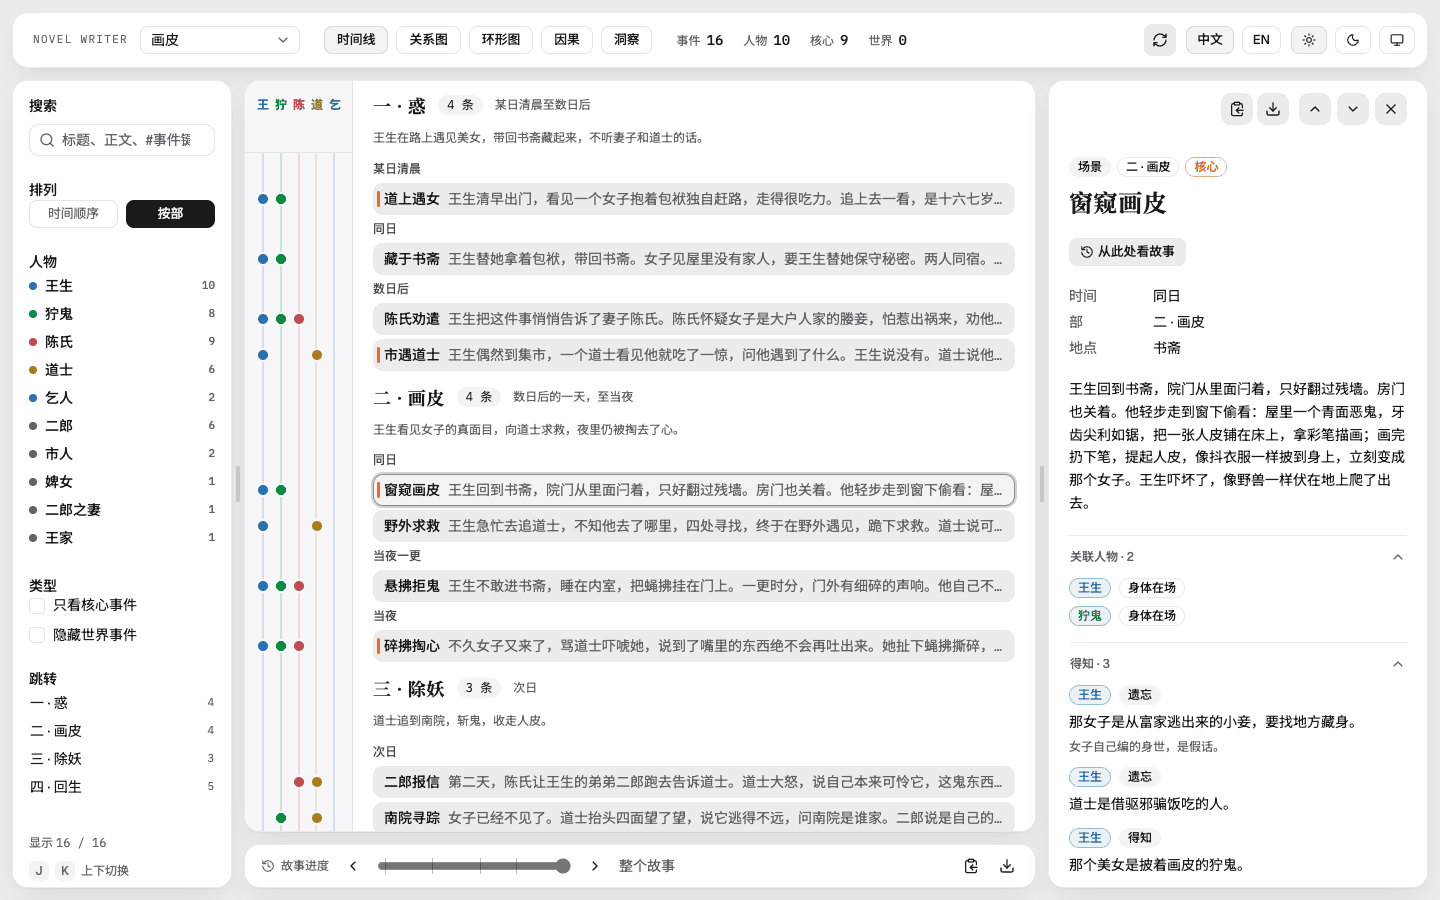 NOVEL WRITER 画皮 时间线 关系图 环形图 因果 洞察 事件 16 人物 10 核心 9 世界 0 中文 EN
搜索
标题、正文、#事件锚
排列
时间顺序 按部
人物
王生 10
狞鬼 8
陈氏 9
道士 6
乞人 2
二郎 6
市人 2
婢女 1
二郎之妻 1
王家 1
类型
只看核心事件
隐藏世界事件
跳转
一 · 惑 4
二 · 画皮 4
三 · 除妖 3
四 · 回生 5
显示 16 / 16
J K 上下切换
王 狞 陈 道 乞
一 · 惑 4 条 某日清晨至数日后
王生在路上遇见美女，带回书斋藏起来，不听妻子和道士的话。
某日清晨
道上遇女 王生清早出门，看见一个女子抱着包袱独自赶路，走得很吃力。追上去一看，是十六七岁…
同日
藏于书斋 王生替她拿着包袱，带回书斋。女子见屋里没有家人，要王生替她保守秘密。两人同宿。…
数日后
陈氏劝遣 王生把这件事悄悄告诉了妻子陈氏。陈氏怀疑女子是大户人家的媵妾，怕惹出祸来，劝他…
市遇道士 王生偶然到集市，一个道士看见他就吃了一惊，问他遇到了什么。王生说没有。道士说他…
二 · 画皮 4 条 数日后的一天，至当夜
王生看见女子的真面目，向道士求救，夜里仍被掏去了心。
同日
窗窥画皮 王生回到书斋，院门从里面闩着，只好翻过残墙。房门也关着。他轻步走到窗下偷看：屋…
野外求救 王生急忙去追道士，不知他去了哪里，四处寻找，终于在野外遇见，跪下求救。道士说可…
当夜一更
悬拂拒鬼 王生不敢进书斋，睡在内室，把蝇拂挂在门上。一更时分，门外有细碎的声响。他自己不…
当夜
碎拂掏心 不久女子又来了，骂道士吓唬她，说到了嘴里的东西绝不会再吐出来。她扯下蝇拂撕碎，…
三 · 除妖 3 条 次日
道士追到南院，斩鬼，收走人皮。
次日
二郎报信 第二天，陈氏让王生的弟弟二郎跑去告诉道士。道士大怒，说自己本来可怜它，这鬼东西…
南院寻踪 女子已经不见了。道士抬头四面望了望，说它逃得不远，问南院是谁家。二郎说是自己的…
故事进度 整个故事
场景 二 · 画皮 核心
窗窥画皮
从此处看故事
时间 同日
部 二 · 画皮
地点 书斋
王生回到书斋，院门从里面闩着，只好翻过残墙。房门
也关着。他轻步走到窗下偷看：屋里一个青面恶鬼，牙
齿尖利如锯，把一张人皮铺在床上，拿彩笔描画；画完
扔下笔，提起人皮，像抖衣服一样披到身上，立刻变成
那个女子。王生吓坏了，像野兽一样伏在地上爬了出
去。
关联人物 · 2
王生 身体在场
狞鬼 身体在场
得知 · 3
王生 遗忘
那女子是从富家逃出来的小妾，要找地方藏身。
女子自己编的身世，是假话。
王生 遗忘
道士是借驱邪骗饭吃的人。
王生 得知
那个美女是披着画皮的狞鬼。